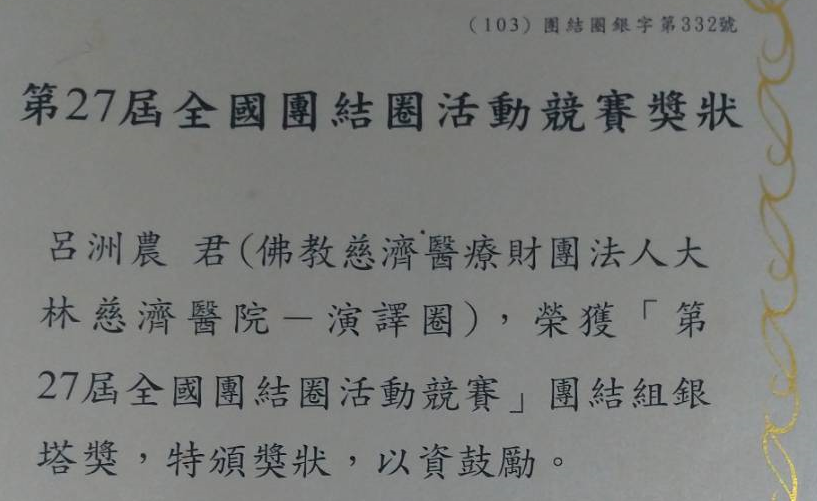 （103）團結圈銀字第332號
第27屆全國團結圈活動競賽獎狀
呂洲農 君(佛教慈濟醫療財團法人大
林慈濟醫院－演譯圈)，榮獲「第
27屆全國團結圈活動競賽」團結組銀
塔獎，特頒獎狀，以資鼓勵。